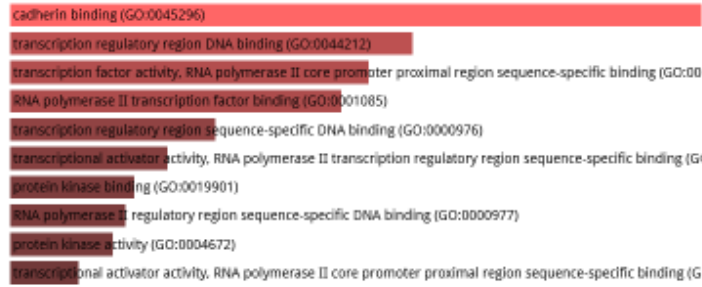 cadherin binding (GO:0045296)
transcription regulatory region DNA binding (GO:0044212)
transcription factor activity, RNA polymerase II core promoter proximal region sequence-specific binding (GO:00
RNA polymerase II transcription factor binding (GO:0001085)
transcription regulatory region sequence-specific DNA binding (GO:0000976)
transcriptional activator activity, RNA polymerase II transcription regulatory region sequence-specific binding (G
protein kinase binding (GO:0019901)
RNA polymerase II regulatory region sequence-specific DNA binding (GO:0000977)
protein kinase activity (GO:0004672)
transcriptional activator activity, RNA polymerase II core promoter proximal region sequence-specific binding (G